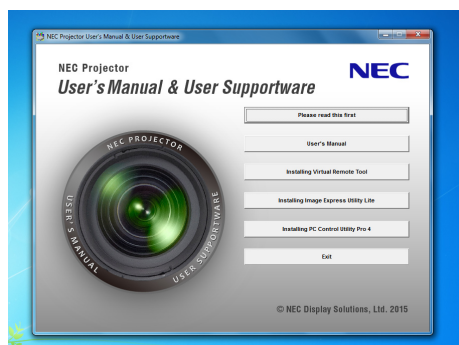 NEC Projector User's Manual & User Supportware
NEC Projector
NEC
User's Manual & User Supportware
Please read this first
User's Manual
Installing Virtual Remote Tool
Installing Image Express Utility Lite
Installing PC Control Utility Pro 4
Exit
NEC PROJECTOR
USER'S MANUAL
USER SUPPORTWARE
© NEC Display Solutions, Ltd. 2015